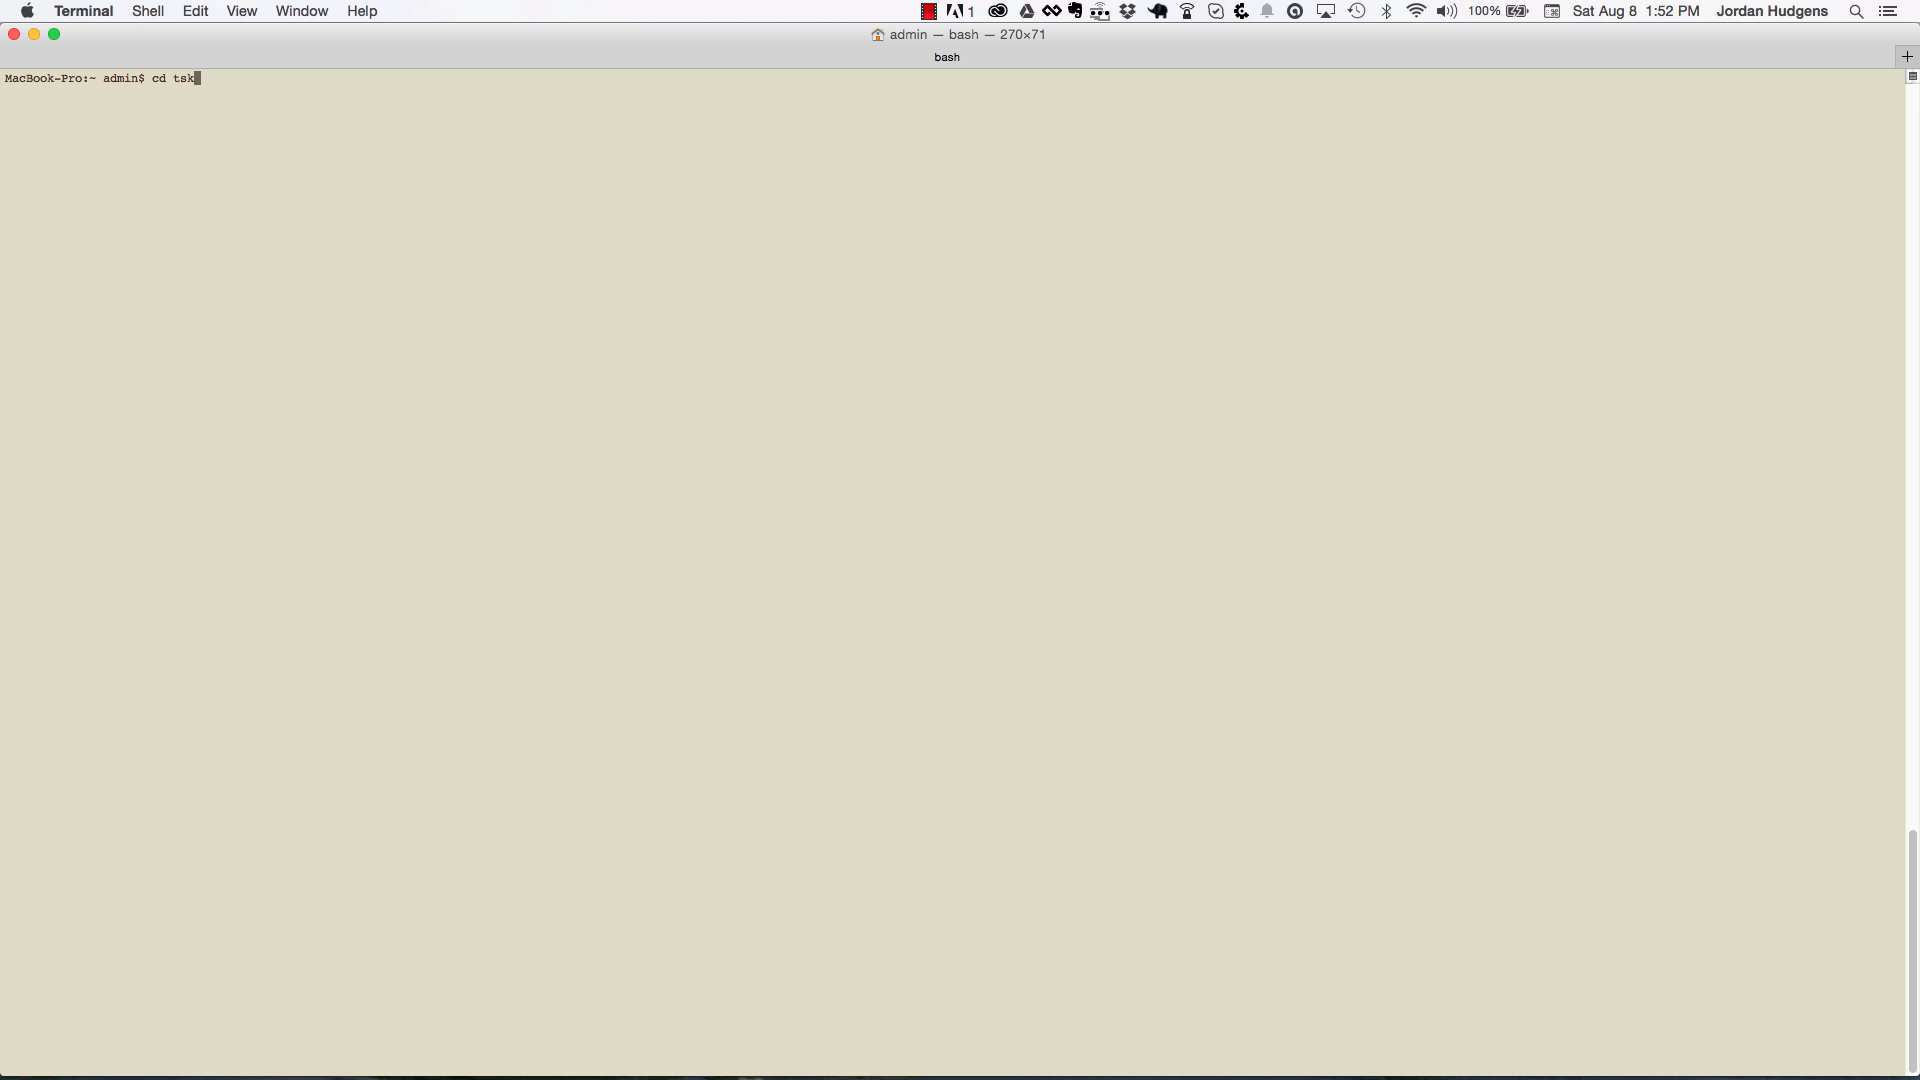 Terminal Shell Edit View Window Help 1 100% Sat Aug 8 1:52 PM Jordan Hudgens
admin — bash — 270×71
bash
MacBook-Pro:~ admin$ cd tsk